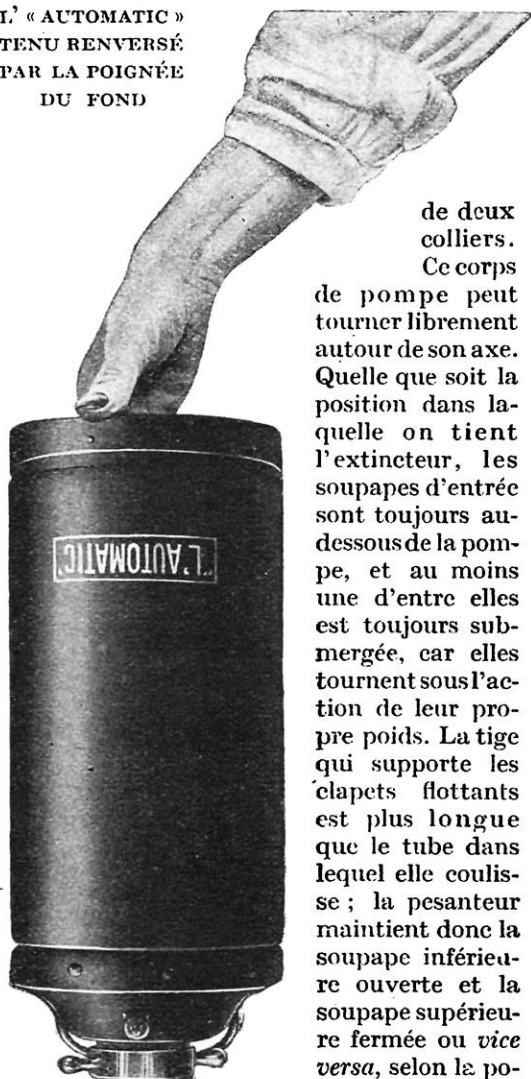 L' « AUTOMATIC »
TENU RENVERSÉ
PAR LA POIGNÉE
DU FOND
"L'AUTOMATIC"
de deux
colliers.
Ce corps
de pompe peut
tourner librement
autour de son axe.
Quelle que soit la
position dans la-
quelle on tient
l'extincteur, les
soupapes d'entrée
sont toujours au-
dessous de la pom-
pe, et au moins
une d'entre elles
est toujours sub-
mergée, car elles
tournent sous l'ac-
tion de leur pro-
pre poids. La tige
qui supporte les
clapets flottants
est plus longue
que le tube dans
lequel elle coulis-
se ; la pesanteur
maintient donc la
soupape inférieu-
re ouverte et la
soupape supérieu-
re fermée ou vice
versa, selon la po-